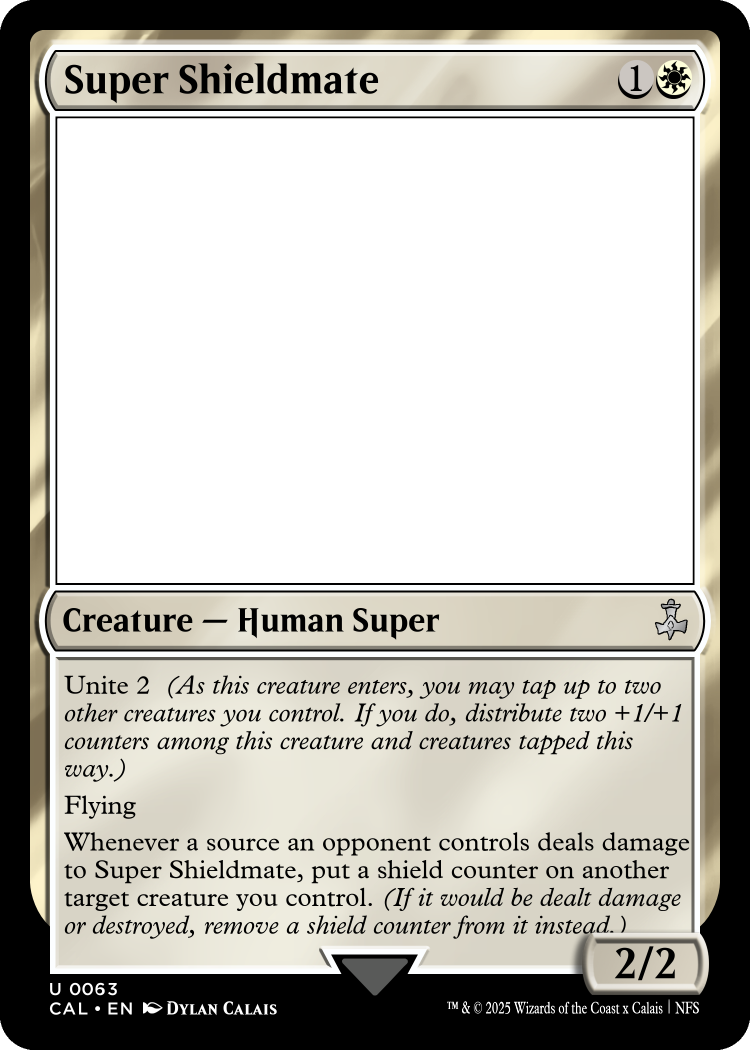 Super Shieldmate 1
Creature — Human Super
Unite 2 (As this creature enters, you may tap up to two
other creatures you control. If you do, distribute two +1/+1
counters among this creature and creatures tapped this
way.)
Flying
Whenever a source an opponent controls deals damage
to Super Shieldmate, put a shield counter on another
target creature you control. (If it would be dealt damage
or destroyed, remove a shield counter from it instead.)
2/2
U 0063
CAL • EN DYLAN CALAIS
™ & © 2025 Wizards of the Coast x Calais | NFS